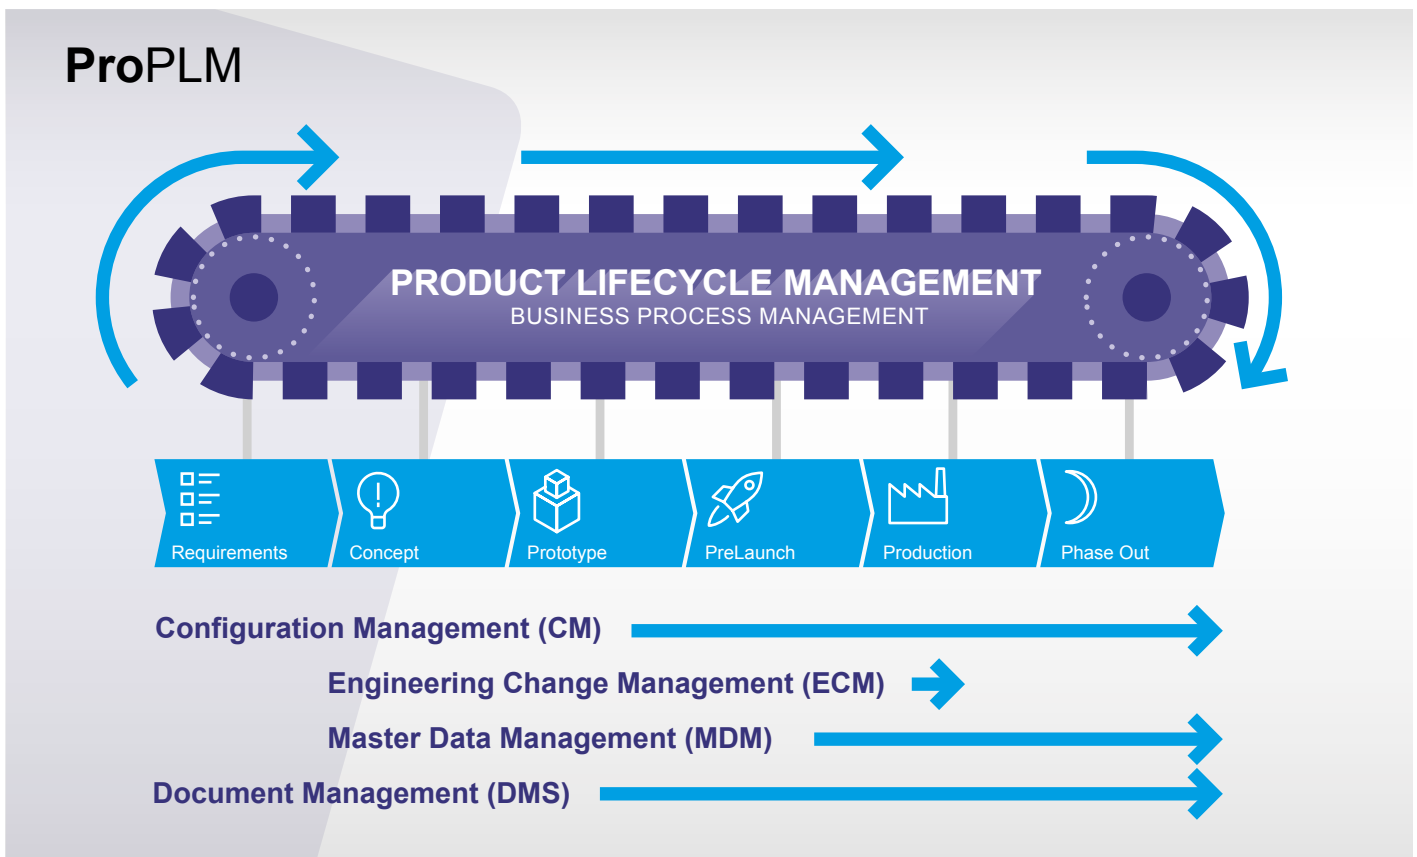 ProPLM
PRODUCT LIFECYCLE MANAGEMENT
BUSINESS PROCESS MANAGEMENT
Requirements
Concept
Prototype
PreLaunch
Production
Phase Out
Configuration Management (CM)
Engineering Change Management (ECM)
Master Data Management (MDM)
Document Management (DMS)